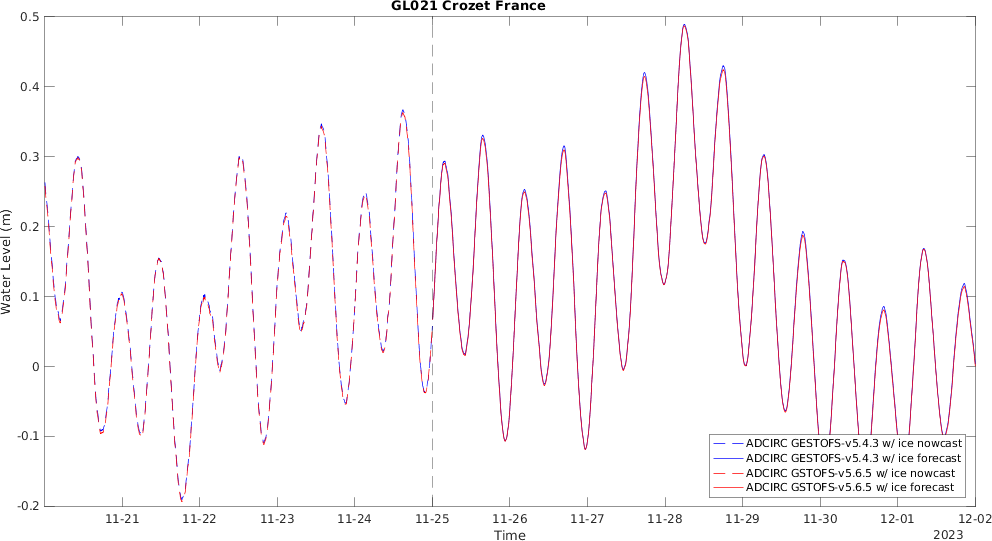 GL021 Crozet France
0.5
0.4
0.3
0.2
0.1
0
-0.1
-0.2
Water Level (m)
ADCIRC GESTOFS-v5.4.3 w/ ice nowcast
ADCIRC GESTOFS-v5.4.3 w/ ice forecast
ADCIRC GSTOFS-v5.6.5 w/ ice nowcast
ADCIRC GSTOFS-v5.6.5 w/ ice forecast
11-21 11-22 11-23 11-24 11-25 11-26 11-27 11-28 11-29 11-30 12-01 12-02
Time
2023